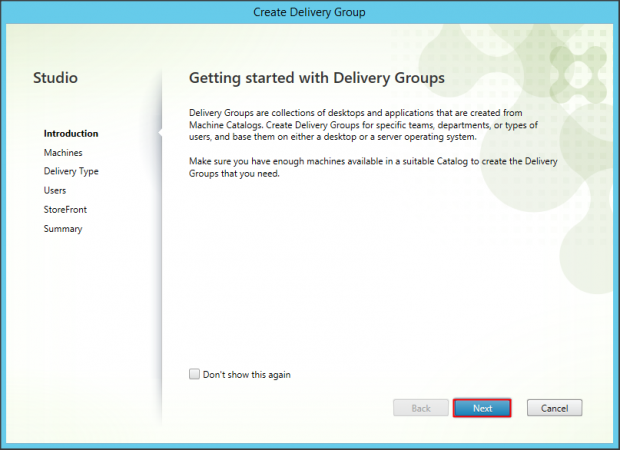 Create Delivery Group
Studio
Introduction
Machines
Delivery Type
Users
StoreFront
Summary
Getting started with Delivery Groups
Delivery Groups are collections of desktops and applications that are created from
Machine Catalogs. Create Delivery Groups for specific teams, departments, or types of
users, and base them on either a desktop or a server operating system.
Make sure you have enough machines available in a suitable Catalog to create the Delivery
Groups that you need.
Don't show this again
Back
Next
Cancel